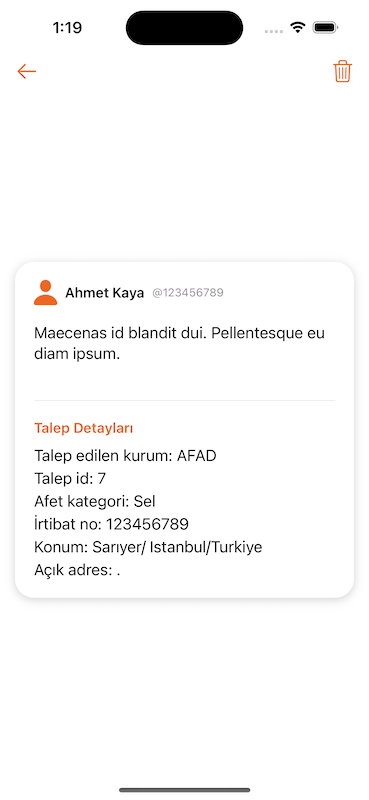 1:19
Ahmet Kaya @123456789
Maecenas id blandit dui. Pellentesque eu
diam ipsum.
Talep Detayları
Talep edilen kurum: AFAD
Talep id: 7
Afet kategori: Sel
İrtibat no: 123456789
Konum: Sarıyer/ Istanbul/Turkiye
Açık adres: .